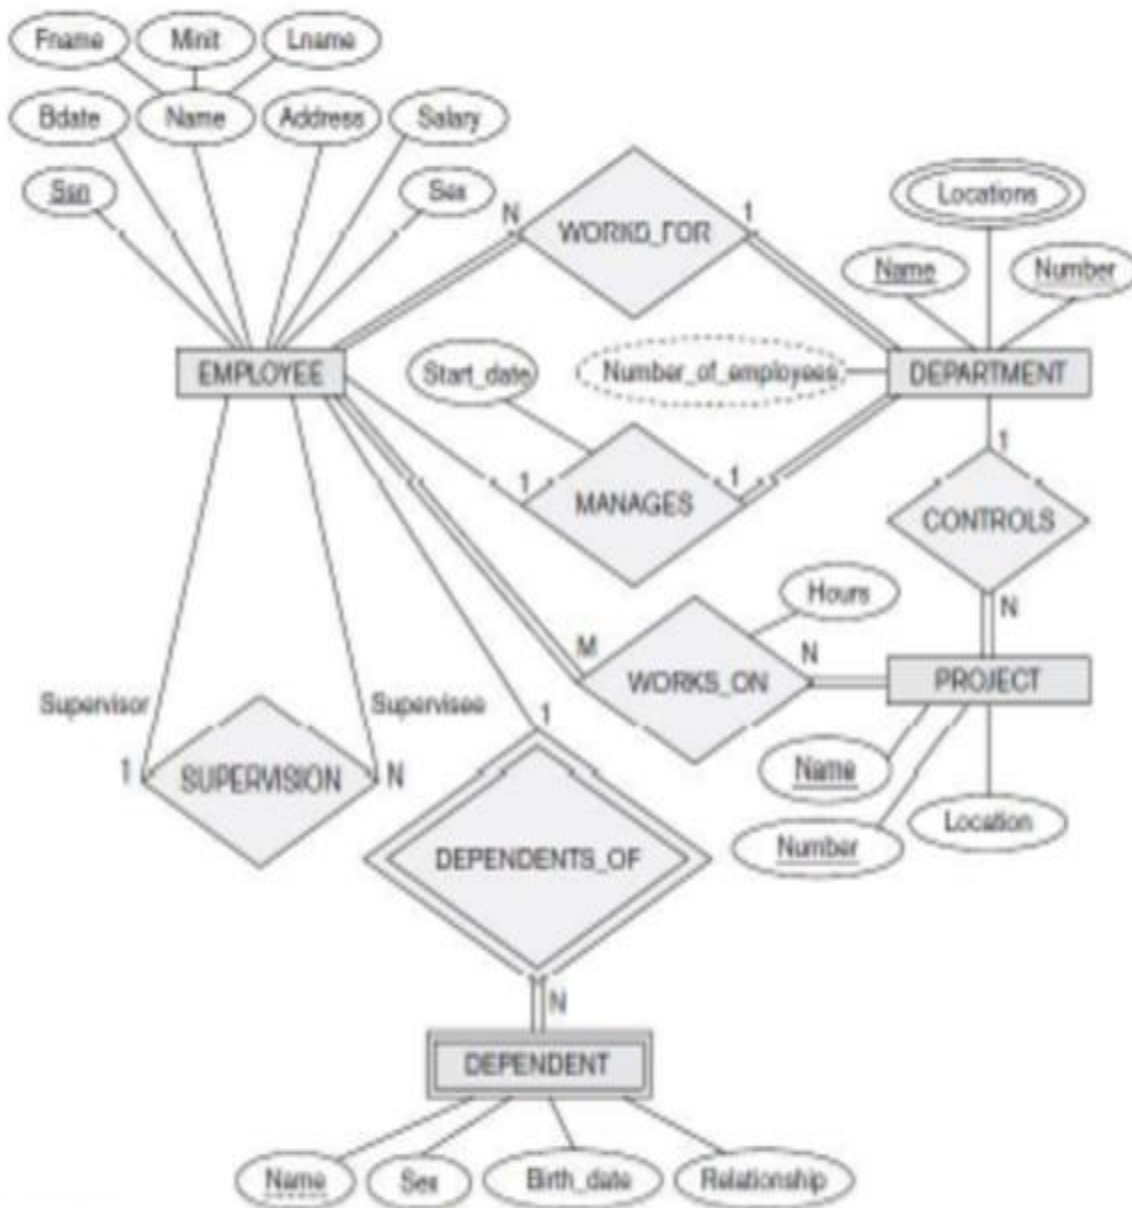 Fname Minit Lname
Bdate Name Address Salary
Ssn Sex
N WORKS_FOR 1
Locations
Name Number
EMPLOYEE
Start_date
Number_of_employees
DEPARTMENT
1 MANAGES 1
1
CONTROLS
N
Hours
M WORKS_ON N
PROJECT
Supervisor Supervisee
1 SUPERVISION N
1
Name
Number
Location
DEPENDENTS_OF
N
DEPENDENT
Name Sex Birth_date Relationship